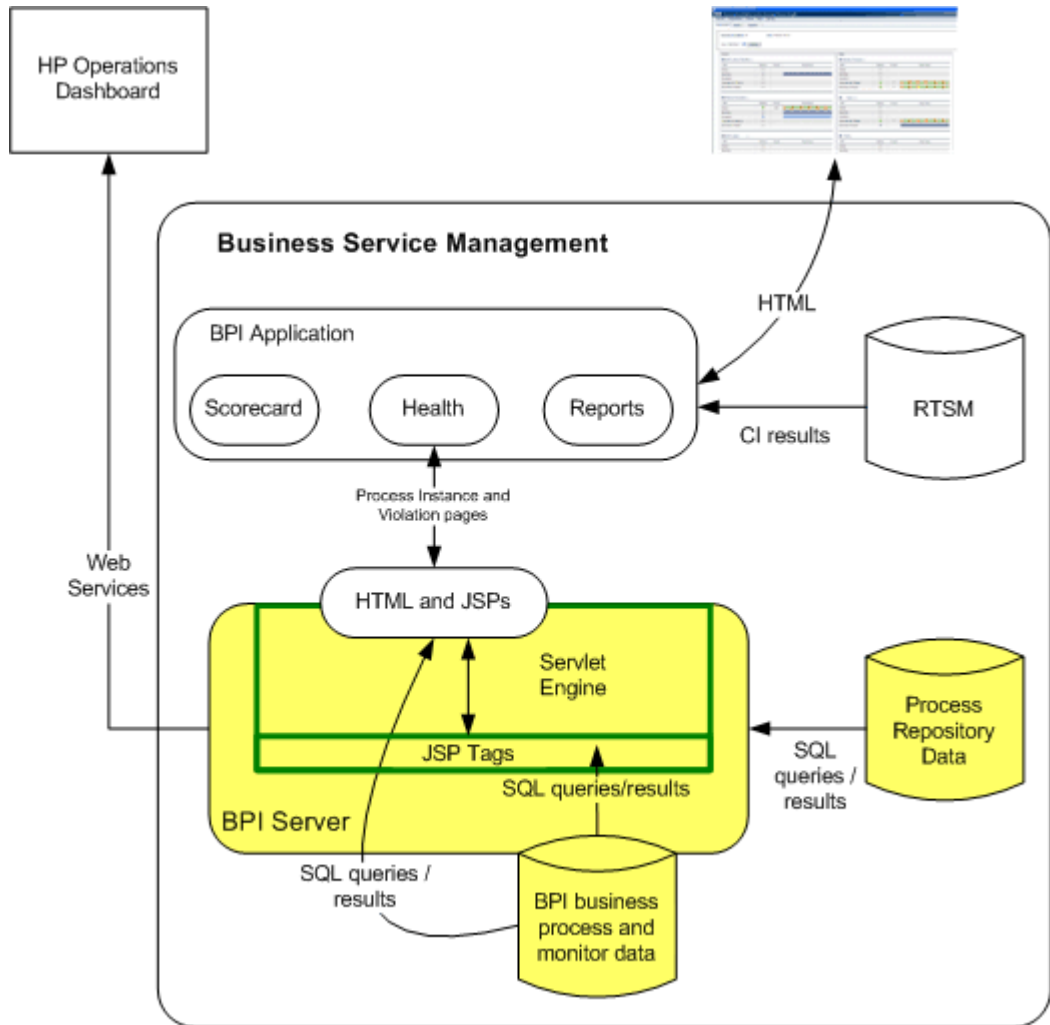 HP Operations
Dashboard
Business Service Management
HTML
BPI Application
Scorecard
Health
Reports
RTSM
CI results
Process Instance and
Violation pages
Web
Services
HTML and JSPs
Servlet
Engine
Process
Repository
Data
JSP Tags
SQL queries/results
SQL
queries /
results
BPI Server
SQL queries /
results
BPI business
process and
monitor data